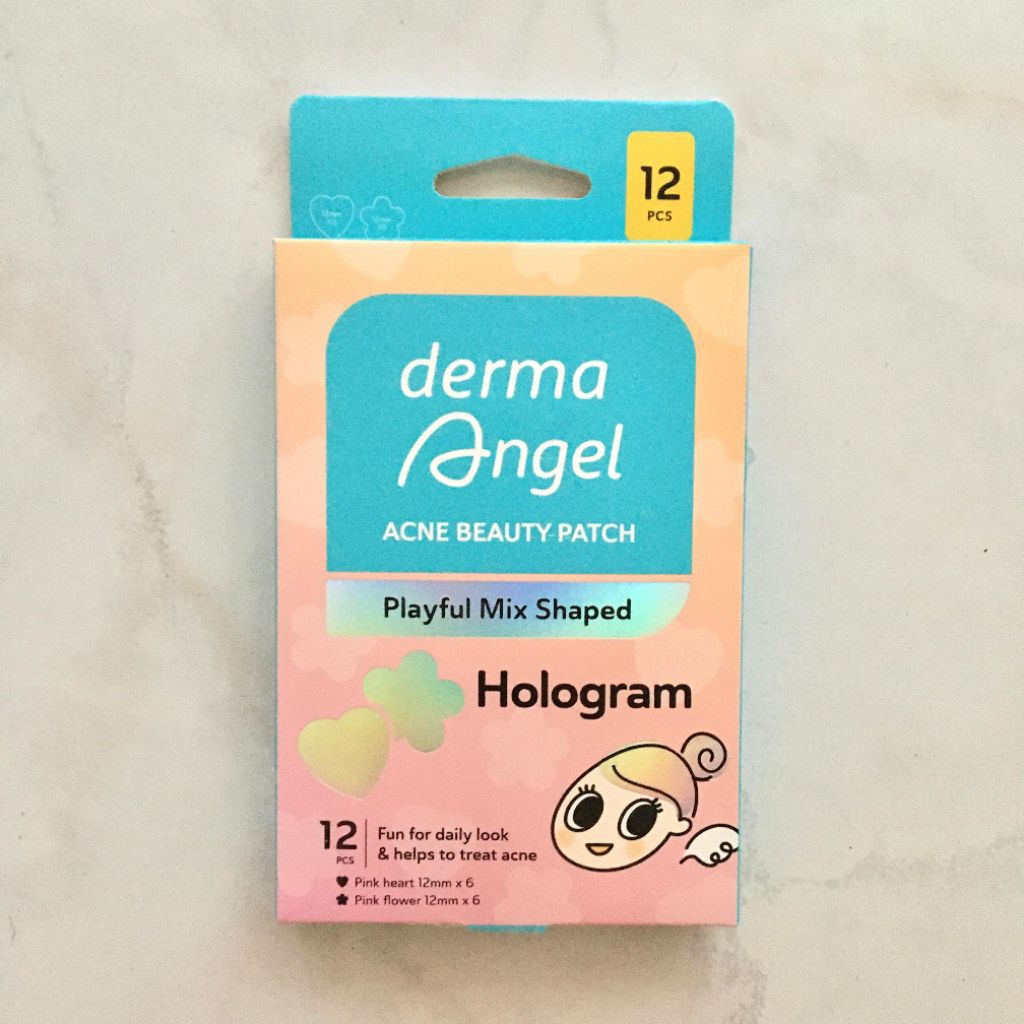 12
PCS
derma
Angel
ACNE BEAUTY PATCH
Playful Mix Shaped
Hologram
12
PCS
Fun for daily look
& helps to treat acne
Pink heart 12mm x 6
Pink flower 12mm x 6